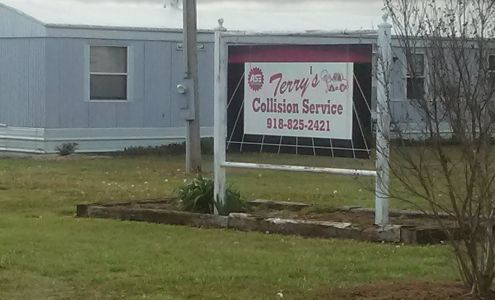 ASE
Terry's
Collision Service
918-825-2421